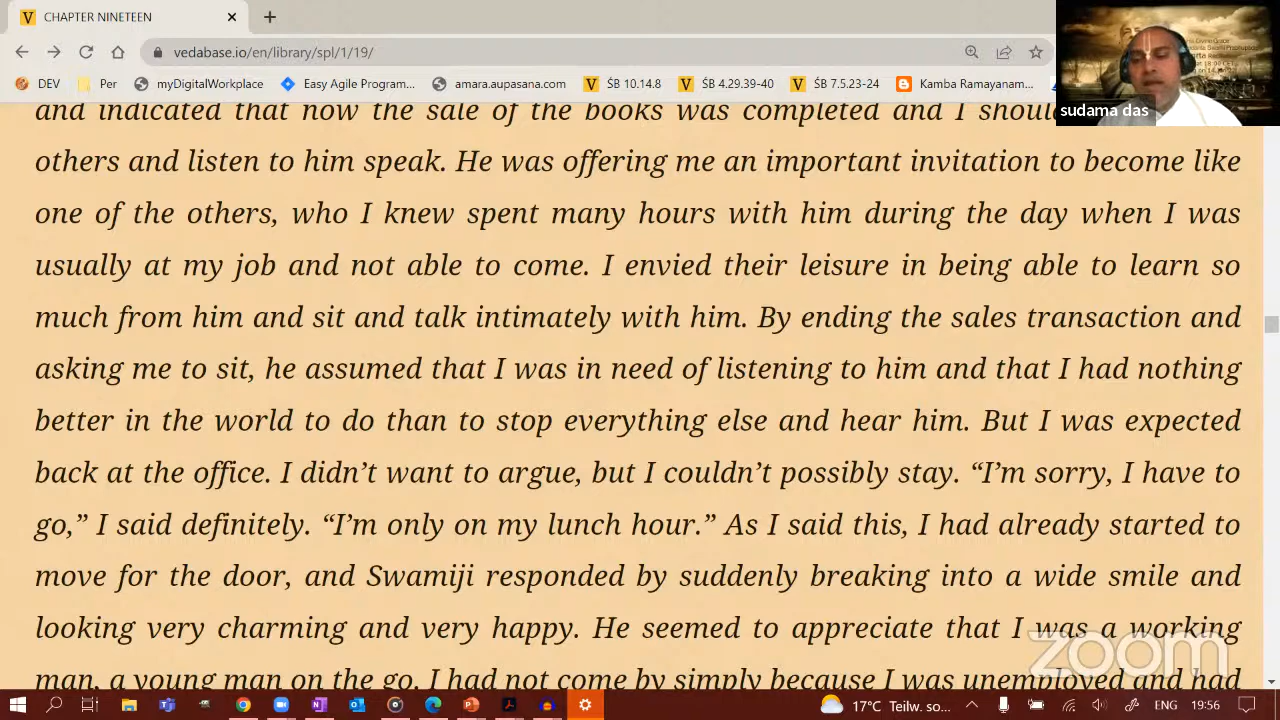 CHAPTER NINETEEN
vedabase.io/en/library/spl/1/19/
DEV
Per
myDigitalWorkplace
Easy Agile Program...
amara.aupasana.com
ŚB 10.14.8
ŚB 4.29.39-40
ŚB 7.5.23-24
Kamba Ramayanam...
sudama das
and indicated that now the sale of the books was completed and I
others and listen to him speak. He was offering me an important invitation to become like
one of the others, who I knew spent many hours with him during the day when I was
usually at my job and not able to come. I envied their leisure in being able to learn so
much from him and sit and talk intimately with him. By ending the sales transaction and
asking me to sit, he assumed that I was in need of listening to him and that I had nothing
better in the world to do than to stop everything else and hear him. But I was expected
back at the office. I didn’t want to argue, but I couldn’t possibly stay. “I’m sorry, I have to
go,” I said definitely. “I’m only on my lunch hour.” As I said this, I had already started to
move for the door, and Swamiji responded by suddenly breaking into a wide smile and
looking very charming and very happy. He seemed to appreciate that I was a working
man, a young man on the go. I had not come by simply because I was unemployed and had
zoom
17°C Teilw. so...
ENG
19:56